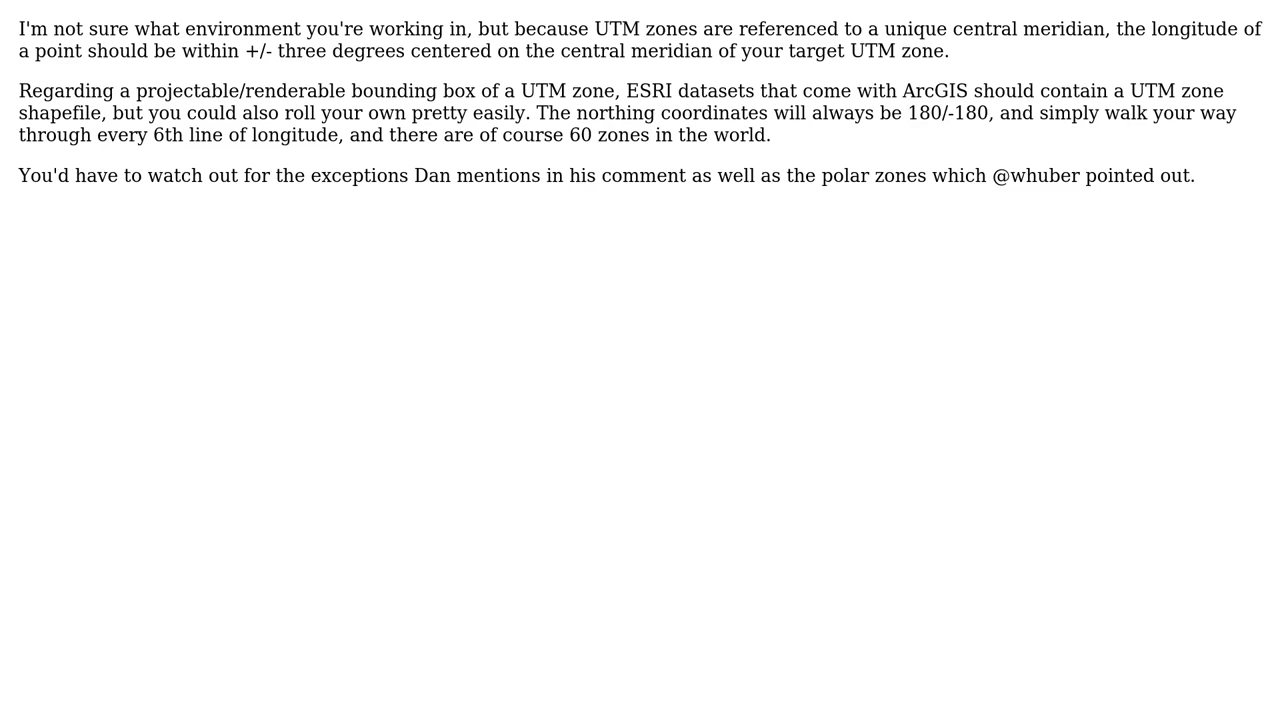 I'm not sure what environment you're working in, but because UTM zones are referenced to a unique central meridian, the longitude of
a point should be within +/- three degrees centered on the central meridian of your target UTM zone.
Regarding a projectable/renderable bounding box of a UTM zone, ESRI datasets that come with ArcGIS should contain a UTM zone
shapefile, but you could also roll your own pretty easily. The northing coordinates will always be 180/-180, and simply walk your way
through every 6th line of longitude, and there are of course 60 zones in the world.
You'd have to watch out for the exceptions Dan mentions in his comment as well as the polar zones which @whuber pointed out.